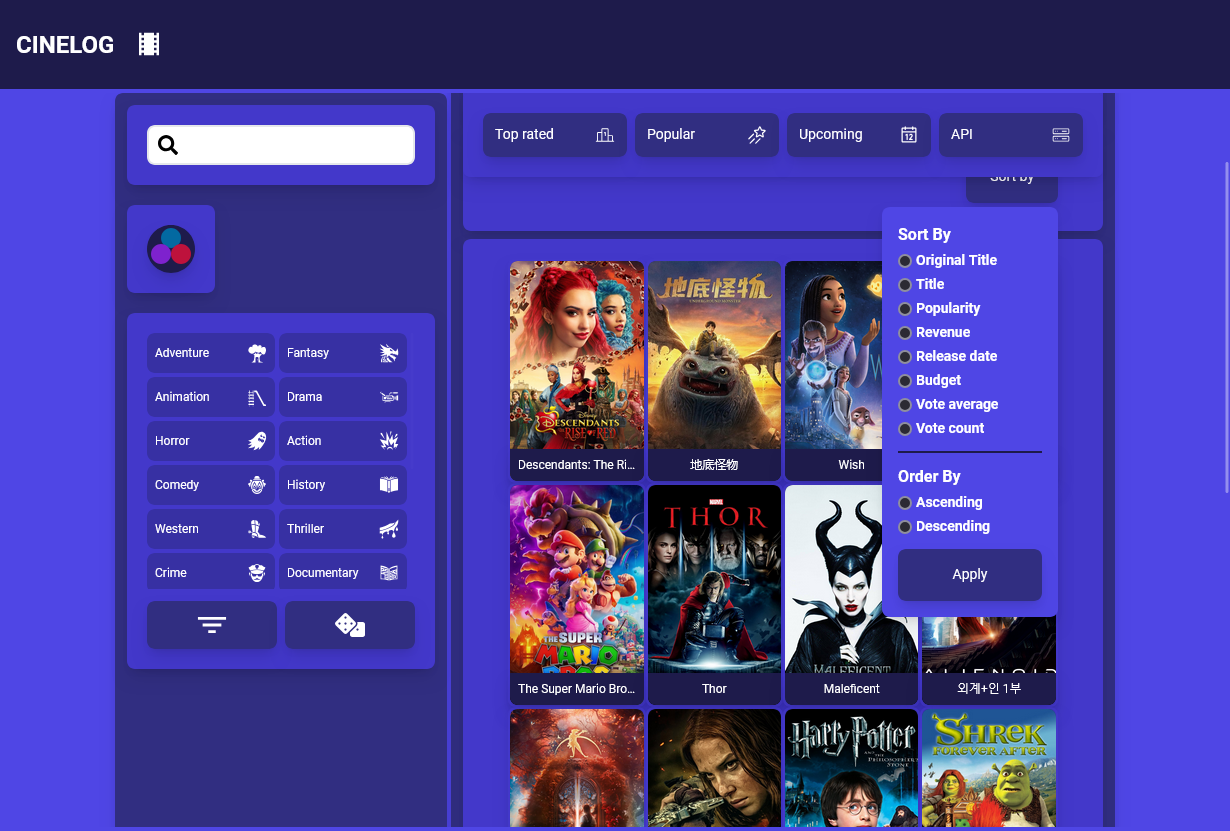 CINELOG
Top rated
Popular
Upcoming
12
API
Sort by
Adventure
Fantasy
Animation
Drama
Horror
Action
Comedy
History
Western
Thriller
Crime
Documentary
Sort By
Original Title
Title
Popularity
Revenue
Release date
Budget
Vote average
Vote count
Order By
Ascending
Descending
Apply
Disney
DESCENDANTS
THE RISE OF RED
Descendants: The Ri...
地底怪物
地底怪物
W
Wish
THE SUPER
MARIO
BROS
The Super Mario Bro...
MARVEL
THOR
Thor
MALEFICENT
Maleficent
외계+인 1부
Harry Potter
AND THE
PHILOSOPHER'S
STONE
SHREK
FOREVER AFTER